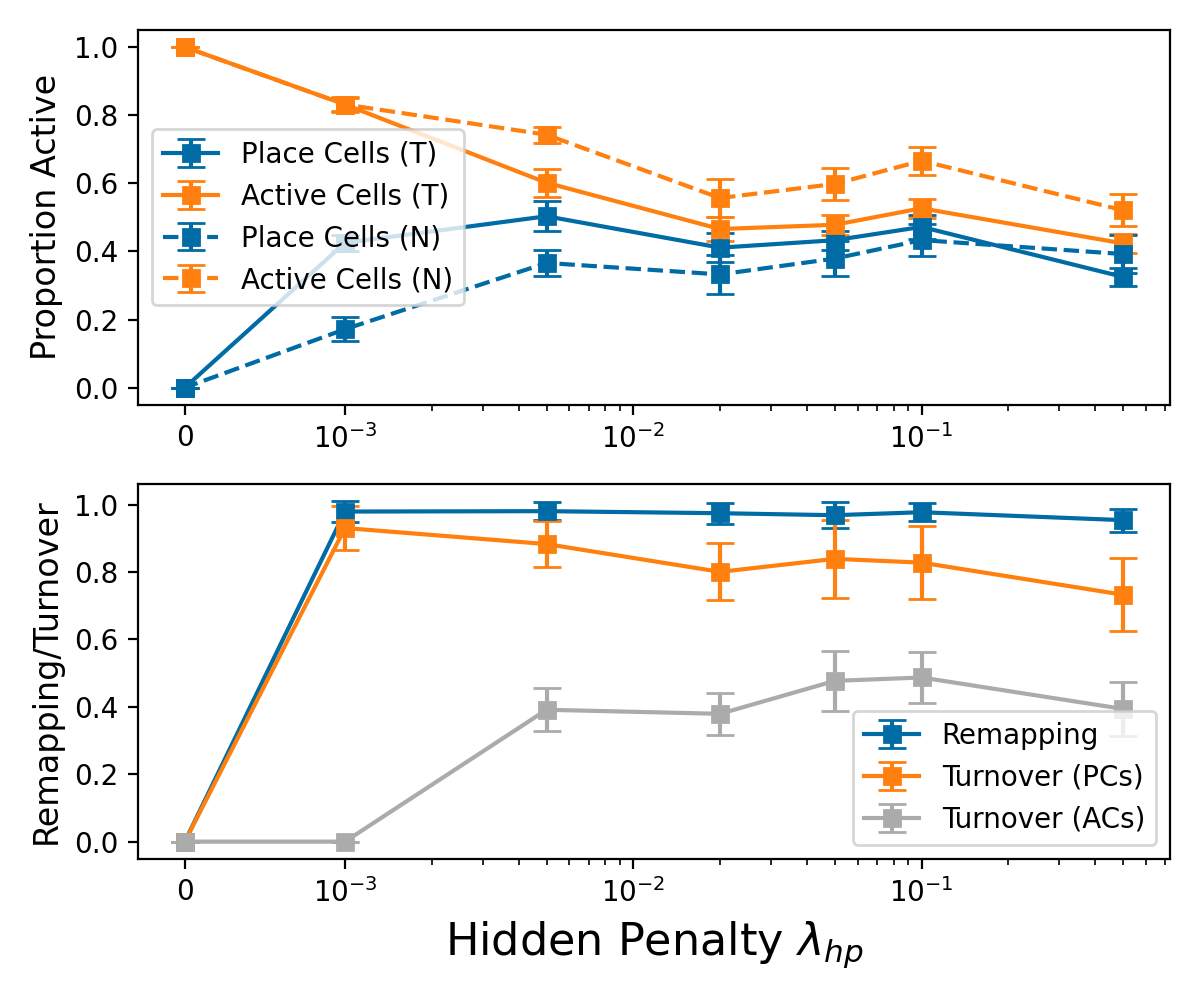 Proportion Active
1.0
0.8
0.6
0.4
0.2
0.0
Place Cells (T)
Active Cells (T)
Place Cells (N)
Active Cells (N)
0
10⁻³
10⁻²
10⁻¹
Remapping/Turnover
1.0
0.8
0.6
0.4
0.2
0.0
Remapping
Turnover (PCs)
Turnover (ACs)
0
10⁻³
10⁻²
10⁻¹
Hidden Penalty λhp